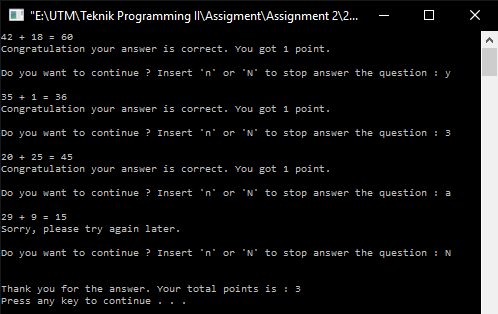 "E:\UTM\Teknik Programming II\Assigment\Assignment 2\2...
42 + 18 = 60
Congratulation your answer is correct. You got 1 point.
Do you want to continue ? Insert 'n' or 'N' to stop answer the question : y
35 + 1 = 36
Congratulation your answer is correct. You got 1 point.
Do you want to continue ? Insert 'n' or 'N' to stop answer the question : 3
20 + 25 = 45
Congratulation your answer is correct. You got 1 point.
Do you want to continue ? Insert 'n' or 'N' to stop answer the question : a
29 + 9 = 15
Sorry, please try again later.
Do you want to continue ? Insert 'n' or 'N' to stop answer the question : N
Thank you for the answer. Your total points is : 3
Press any key to continue . . .